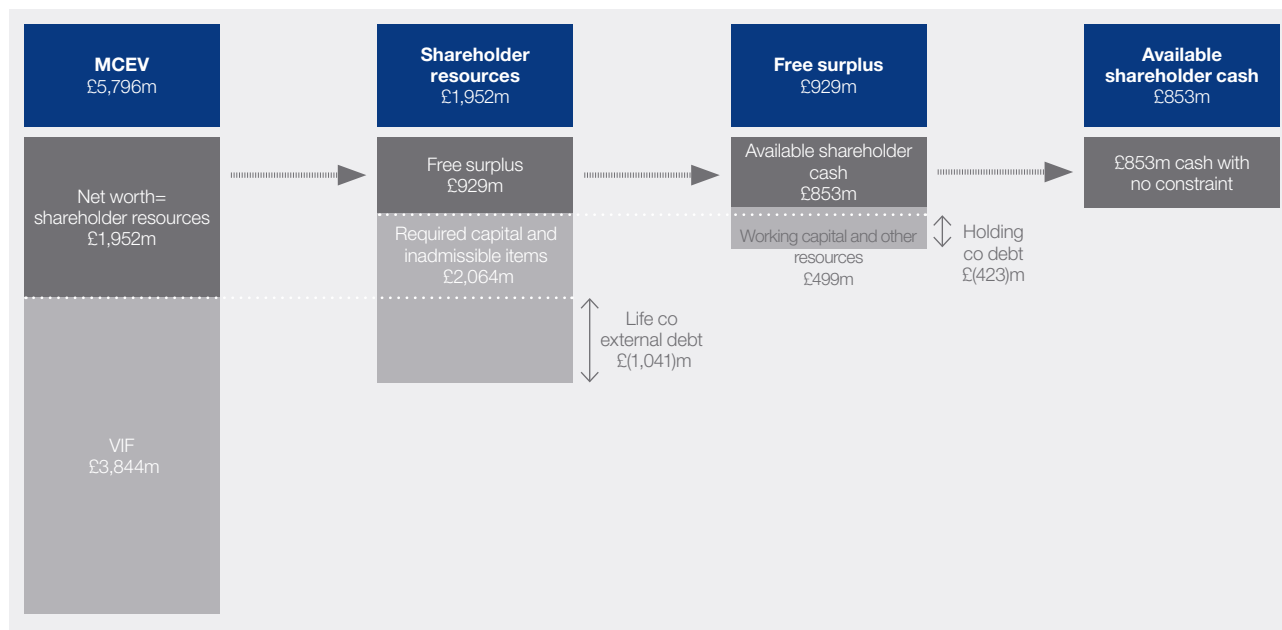 MCEV
£5,796m
Net worth=
shareholder resources
£1,952m
VIF
£3,844m
Shareholder
resources
£1,952m
Free surplus
£929m
Required capital and
inadmissible items
£2,064m
Life co
external debt
£(1,041)m
Free surplus
£929m
Available shareholder
cash
£853m
Working capital and other
resources
£499m
Holding
co debt
£(423)m
Available
shareholder cash
£853m
£853m cash with
no constraint